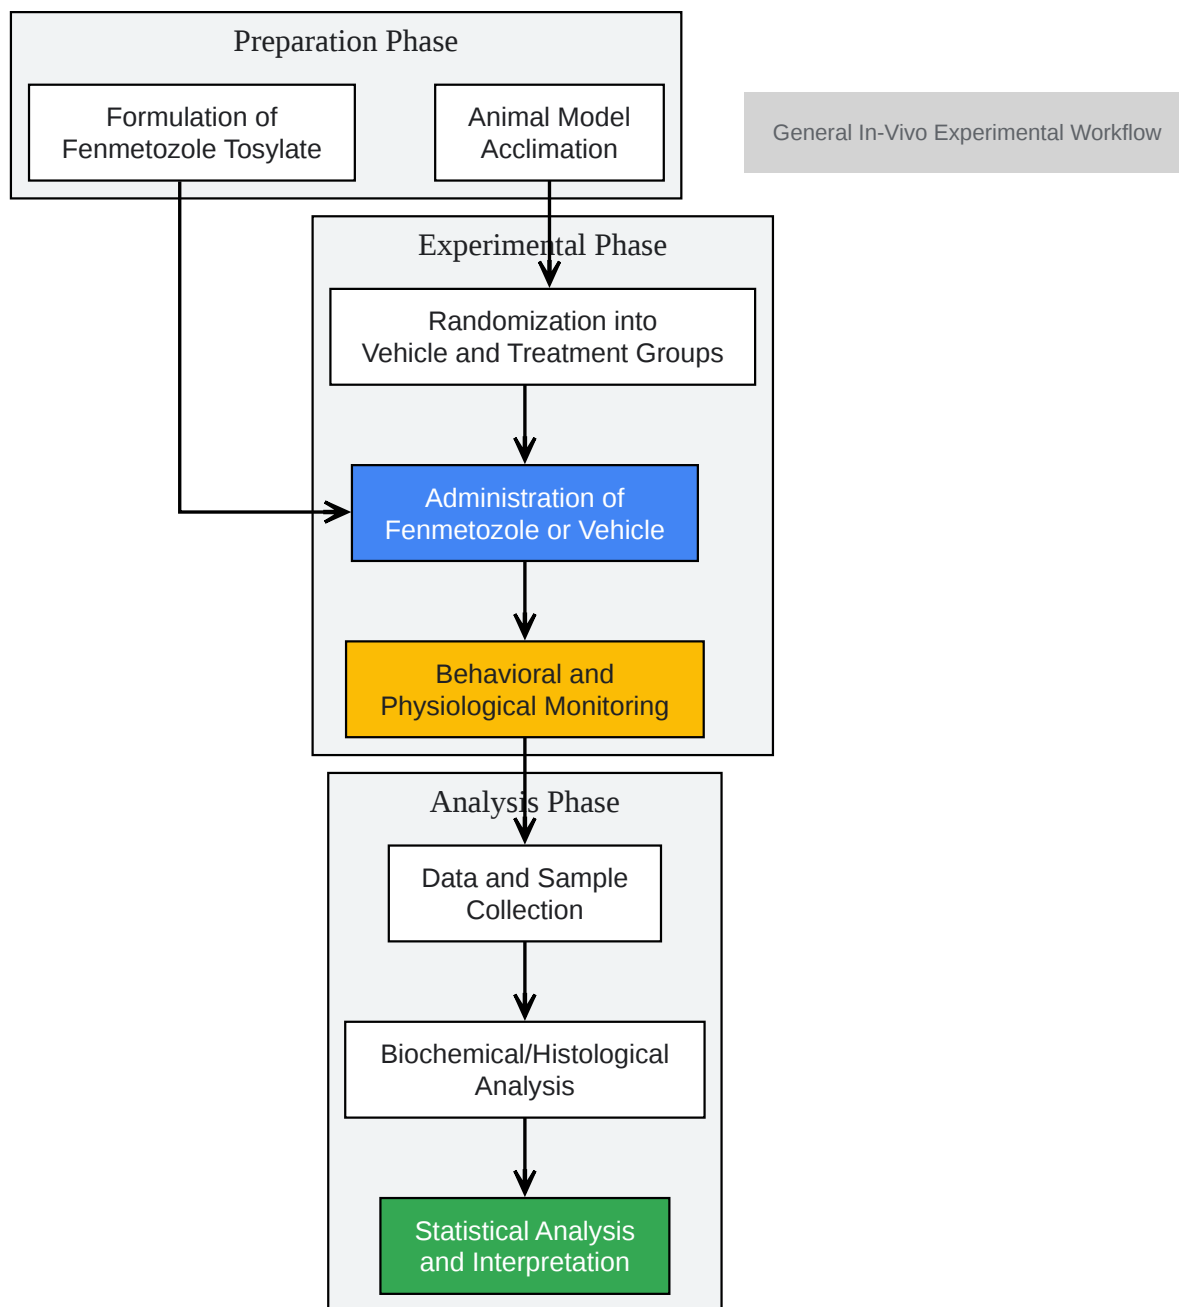 Preparation Phase
Formulation of
Fenmetozole Tosylate
Animal Model
Acclimation
General In-Vivo Experimental Workflow
Experimental Phase
Randomization into
Vehicle and Treatment Groups
Administration of
Fenmetozole or Vehicle
Behavioral and
Physiological Monitoring
Analysis Phase
Data and Sample
Collection
Biochemical/Histological
Analysis
Statistical Analysis
and Interpretation